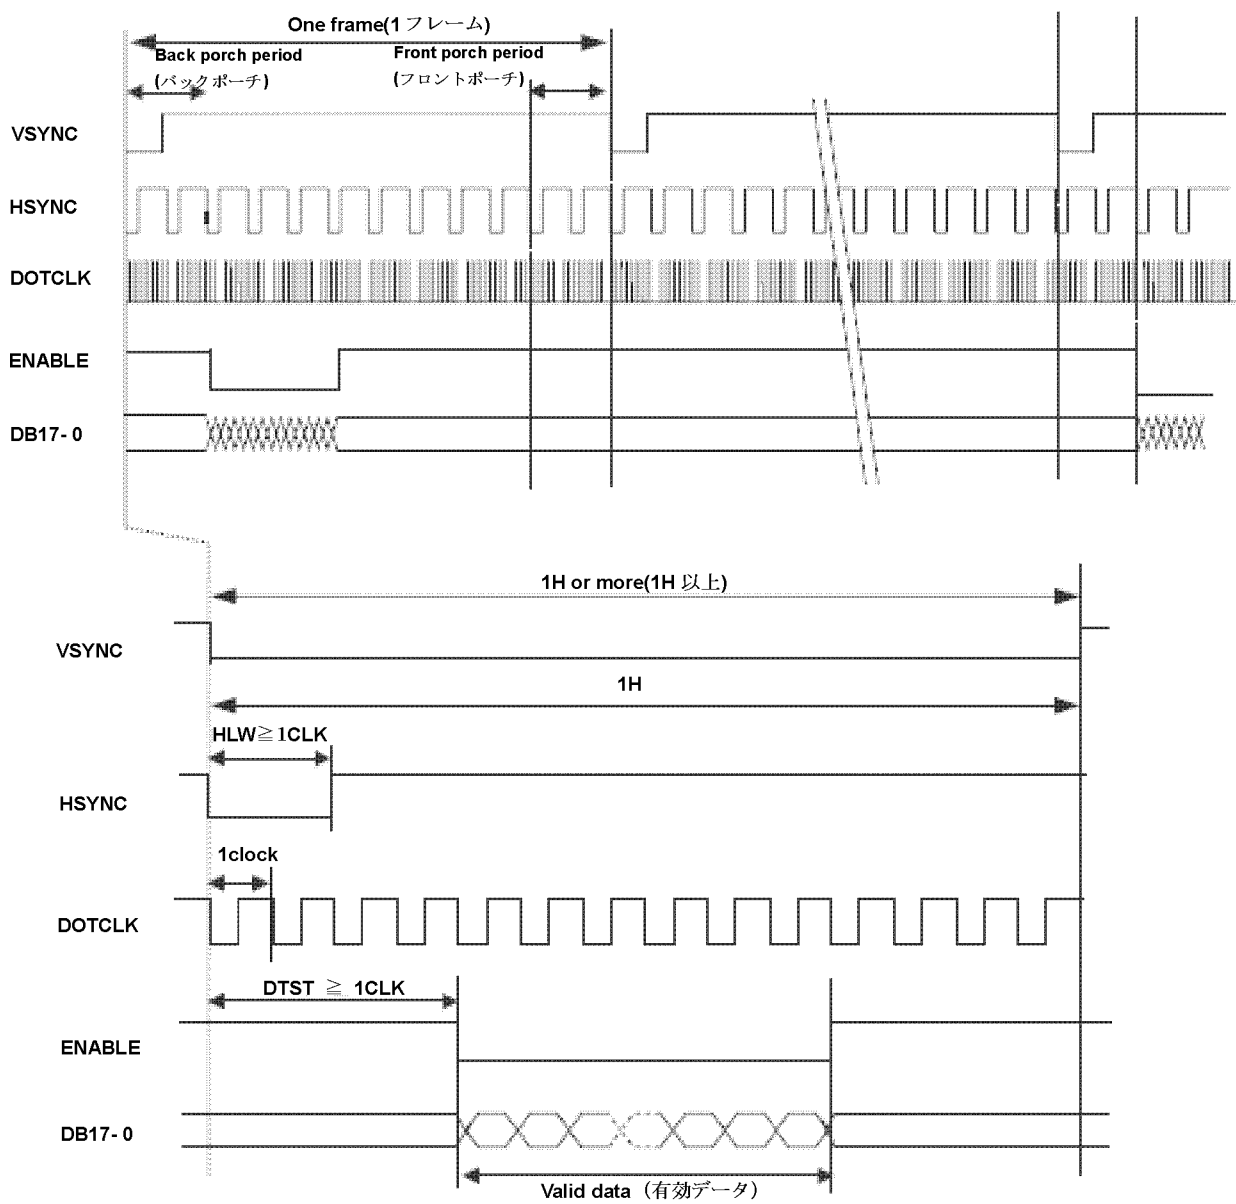 One frame(1 フレーム)
Back porch period
(バックポーチ)
Front porch period
(フロントポーチ)
VSYNC
HSYNC
DOTCLK
ENABLE
DB17- 0
1H or more(1H 以上)
VSYNC
1H
HLW≧1CLK
HSYNC
1clock
DOTCLK
DTST ≧ 1CLK
ENABLE
DB17- 0
Valid data (有効データ)